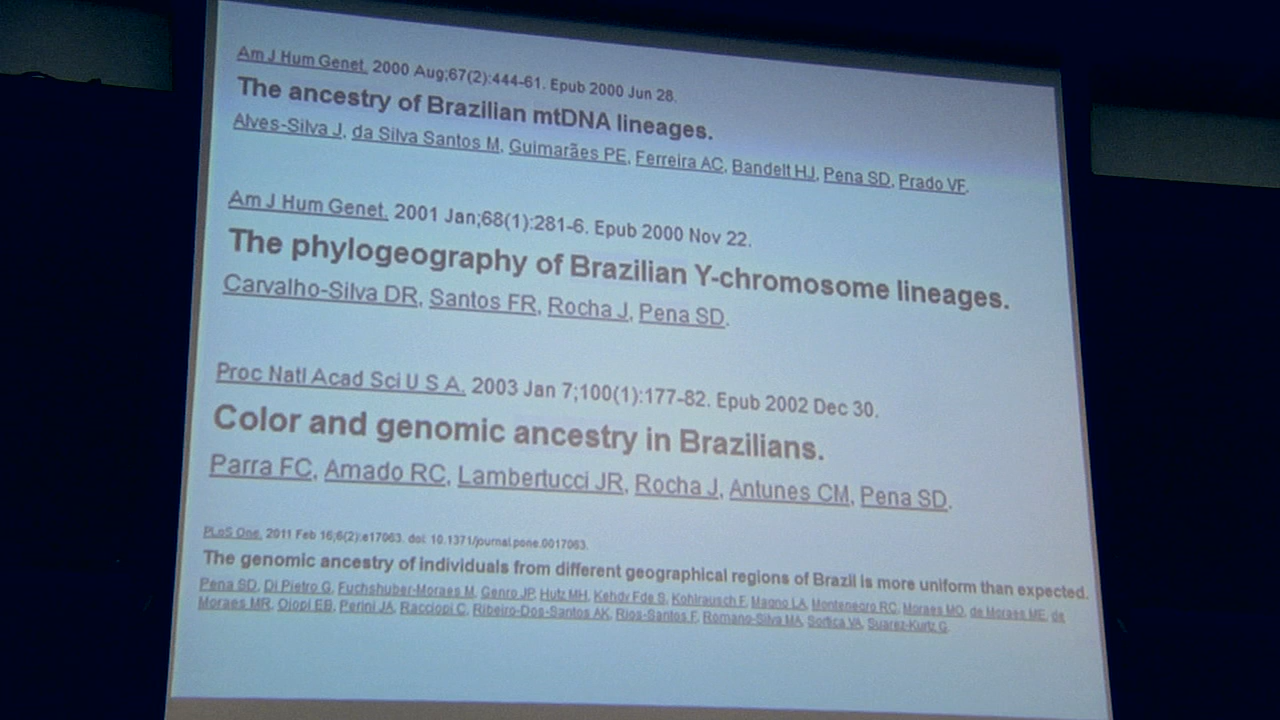 Am J Hum Genet. 2000 Aug;67(2):444-61. Epub 2000 Jun 28.
The ancestry of Brazilian mtDNA lineages.
Alves-Silva J, da Silva Santos M, Guimarães PE, Ferreira AC, Bandelt HJ, Pena SD, Prado VF.
Am J Hum Genet. 2001 Jan;68(1):281-6. Epub 2000 Nov 22.
The phylogeography of Brazilian Y-chromosome lineages.
Carvalho-Silva DR, Santos FR, Rocha J, Pena SD.
Proc Natl Acad Sci U S A. 2003 Jan 7;100(1):177-82. Epub 2002 Dec 30.
Color and genomic ancestry in Brazilians.
Parra FC, Amado RC, Lambertucci JR, Rocha J, Antunes CM, Pena SD.
PLoS One. 2011 Feb 16;6(2):e17063. doi: 10.1371/journal.pone.0017063.
The genomic ancestry of individuals from different geographical regions of Brazil is more uniform than expected.
Pena SD, Di Pietro G, Fuchshuber-Moraes M, Genro JP, Hutz MH, Kehdy Fde S, Kohlrausch F, Magno LA, Montenegro RC, Moraes MO, de Moraes ME, de
Moraes MR, Ojopi EB, Perini JA, Racciopi C, Ribeiro-Dos-Santos AK, Rios-Santos F, Romano-Silva MA, Sortica VA, Suarez-Kurtz G.